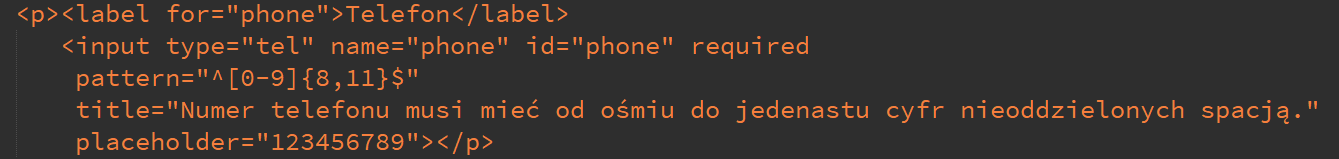 <p><label for="phone">Telefon</label>
<input type="tel" name="phone" id="phone" required
pattern="^[0-9]{8,11}$"
title="Numer telefonu musi mieć od ośmiu do jedenastu cyfr nieoddzielonych spacją."
placeholder="123456789"></p>